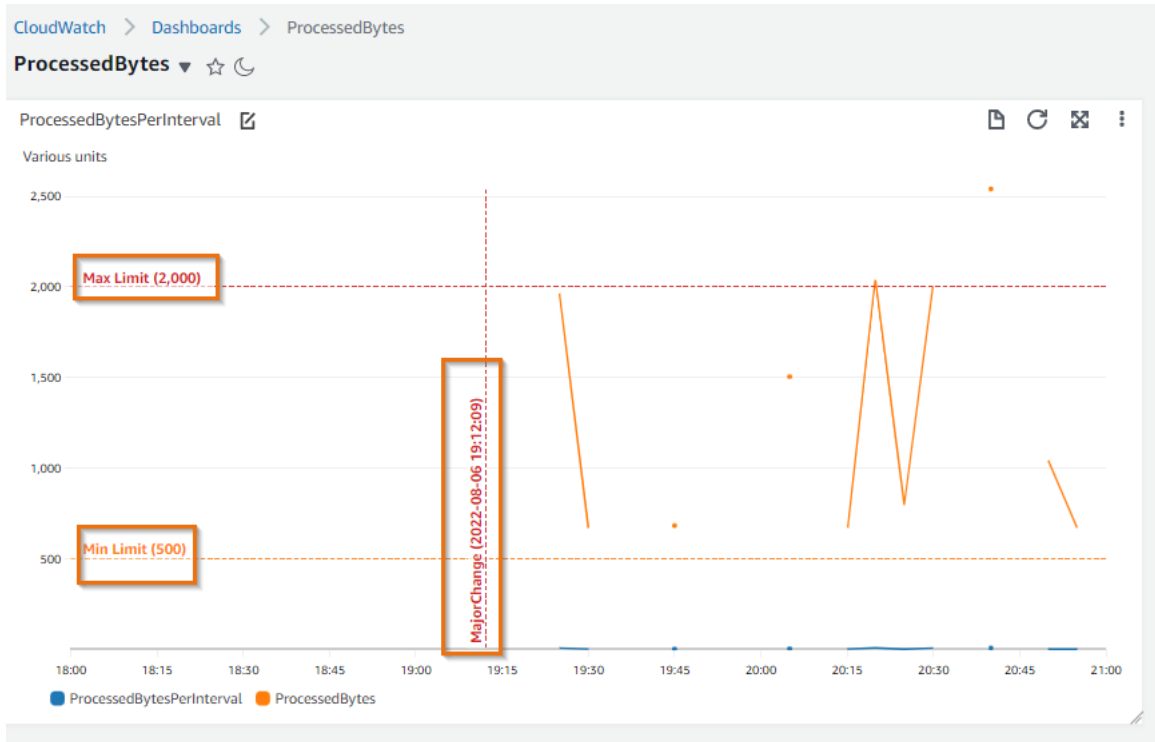 CloudWatch > Dashboards > ProcessedBytes
ProcessedBytes
ProcessedBytesPerInterval
Various units
2,500
Max Limit (2,000)
2,000
1,500
MajorChange (2022-08-06 19:12:09)
1,000
Min Limit (500)
500
18:00 18:15 18:30 18:45 19:00 19:15 19:30 19:45 20:00 20:15 20:30 20:45 21:00
ProcessedBytesPerInterval ProcessedBytes